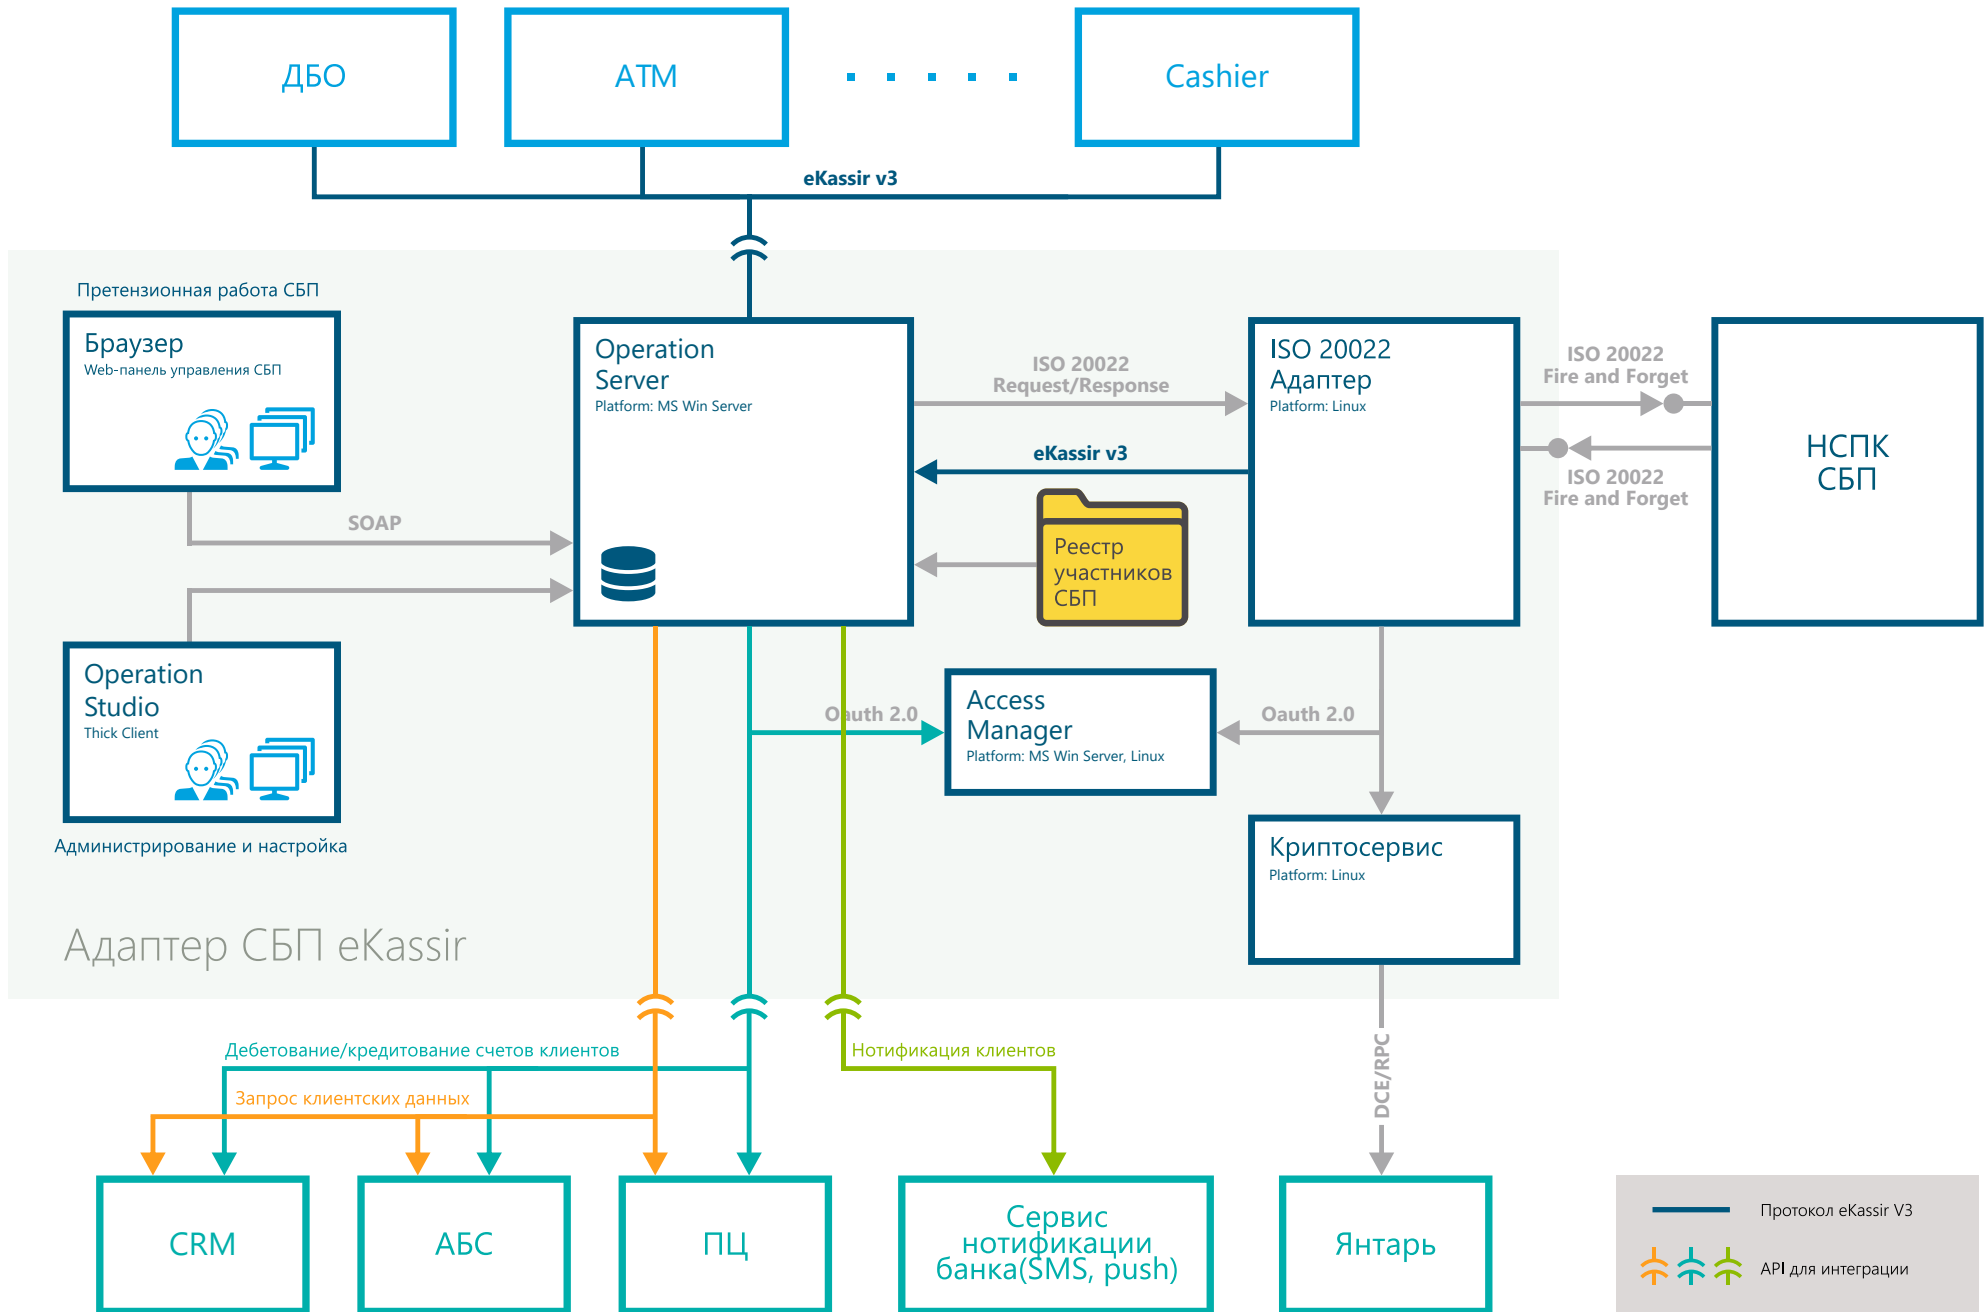 ДБО
ATM
Cashier
eKassir v3
Претензионная работа СБП
Браузер
Web-панель управления СБП
Operation
Server
Platform: MS Win Server
ISO 20022
Request/Response
ISO 20022
Адаптер
Platform: Linux
ISO 20022
Fire and Forget
НСПК
СБП
eKassir v3
ISO 20022
Fire and Forget
SOAP
Реестр
участников
СБП
Operation
Studio
Thick Client
Администрирование и настройка
Oauth 2.0
Access
Manager
Platform: MS Win Server, Linux
Oauth 2.0
Криптосервис
Platform: Linux
Адаптер СБП eKassir
Дебетование/кредитование счетов клиентов
Нотификация клиентов
Запрос клиентских данных
DCE/RPC
CRM
АБС
ПЦ
Сервис
нотификации
банка(SMS, push)
Янтарь
Протокол eKassir V3
API для интеграции